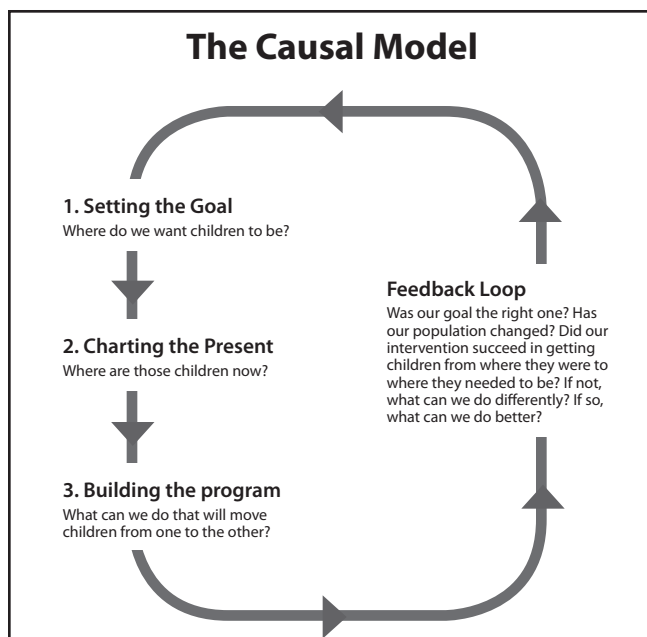 The Causal Model
1. Setting the Goal
Where do we want children to be?
2. Charting the Present
Where are those children now?
3. Building the program
What can we do that will move
children from one to the other?
Feedback Loop
Was our goal the right one? Has
our population changed? Did our
intervention succeed in getting
children from where they were to
where they needed to be? If not,
what can we do differently? If so,
what can we do better?